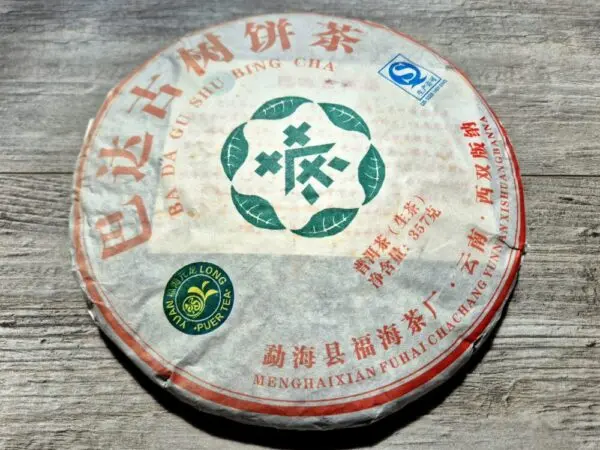 巴达古树饼茶
BA DA GU SHU BING CHA
茶
普洱茶(生茶)
净含量:357克
YUAN LONG
·PUER TEA·
勐海县福海茶厂·云南·西双版纳
MENGHAIXIAN FUHAI CHACHANG YUNNAN XISHUANGBANNA